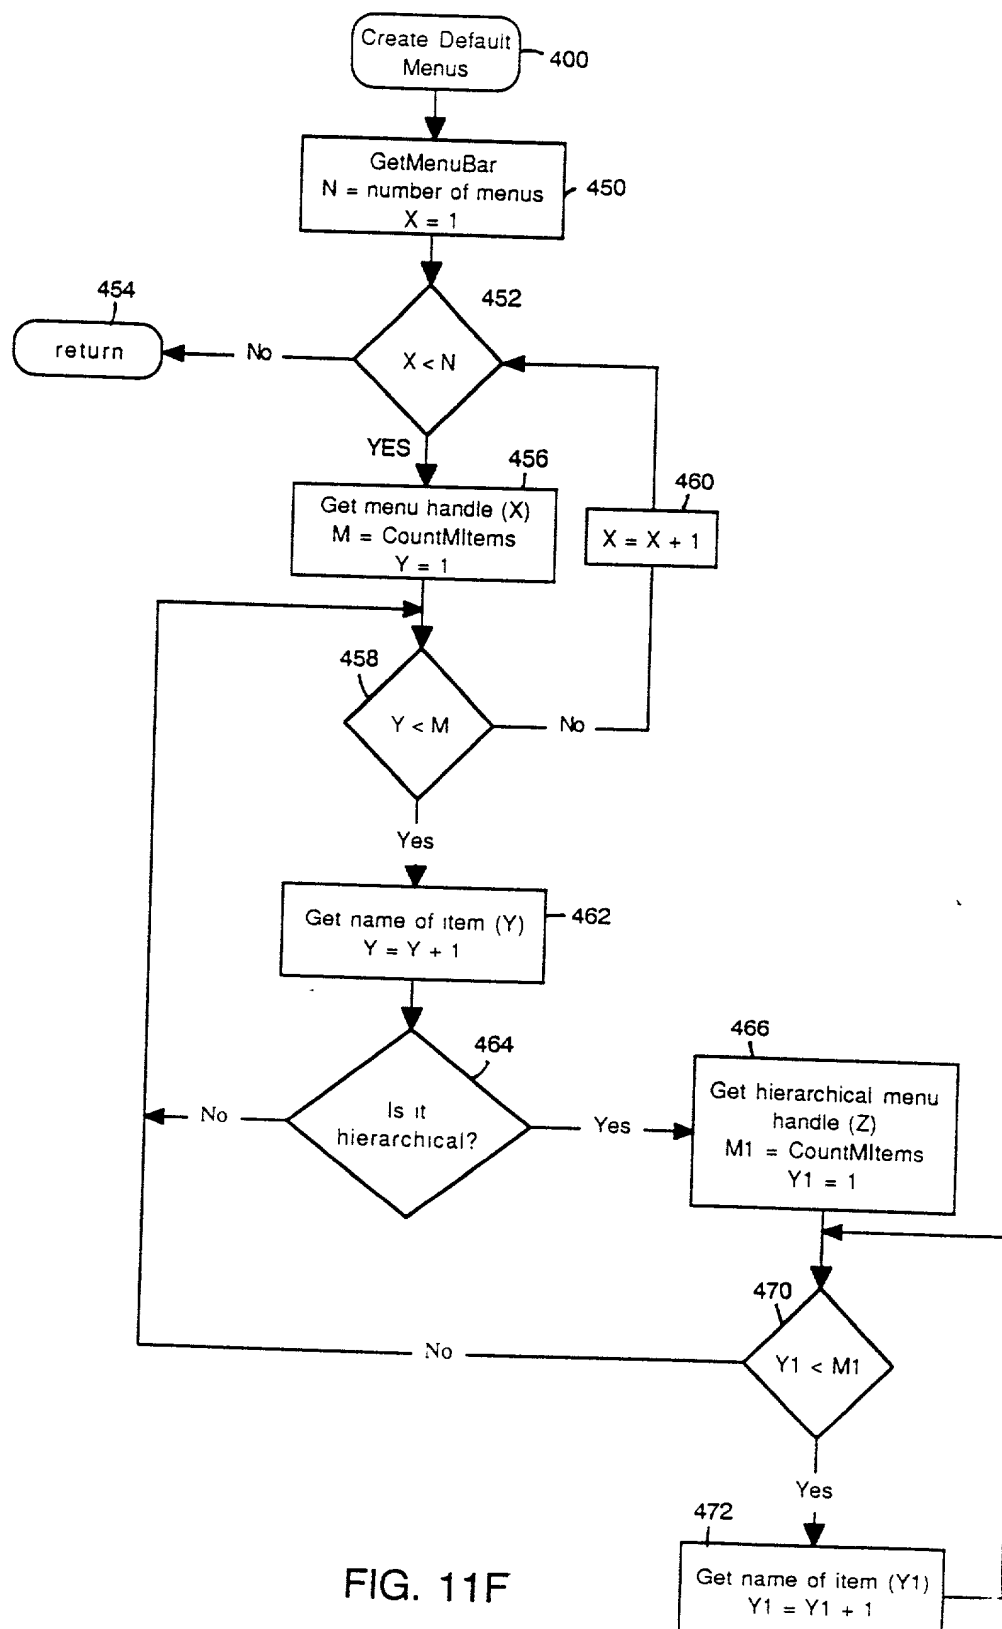 Create Default
Menus
400
GetMenuBar
N = number of menus
X = 1
450
452
454
return
No
X < N
YES
456
Get menu handle (X)
M = CountMItems
Y = 1
460
X = X + 1
458
Y < M
No
Yes
Get name of item (Y)
Y = Y + 1
462
464
Is it
hierarchical?
No
Yes
466
Get hierarchical menu
handle (Z)
M1 = CountMItems
Y1 = 1
470
Y1 < M1
No
Yes
472
Get name of item (Y1)
Y1 = Y1 + 1
FIG. 11F